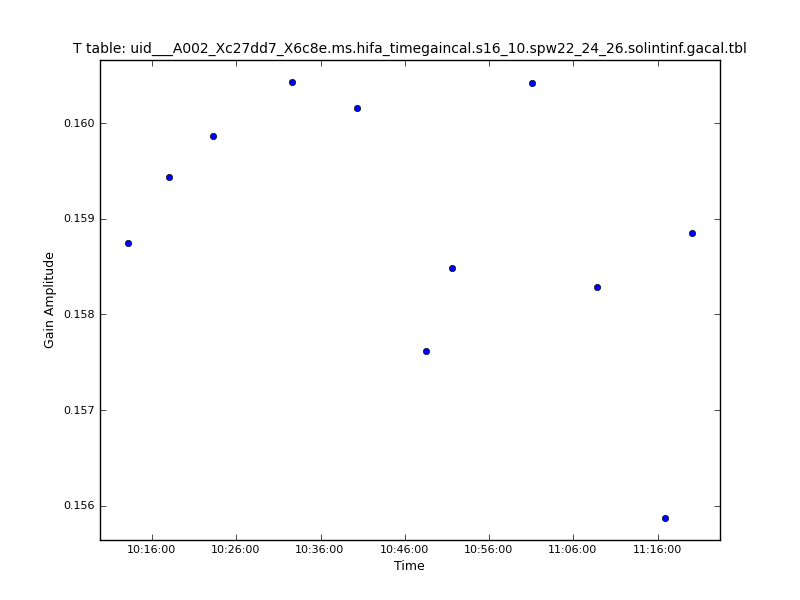 T table: uid___A002_Xc27dd7_X6c8e.ms.hifa_timegaincal.s16_10.spw22_24_26.solintinf.gacal.tbl
0.160
0.159
0.158
0.157
0.156
Gain Amplitude
10:16:00 10:26:00 10:36:00 10:46:00 10:56:00 11:06:00 11:16:00
Time